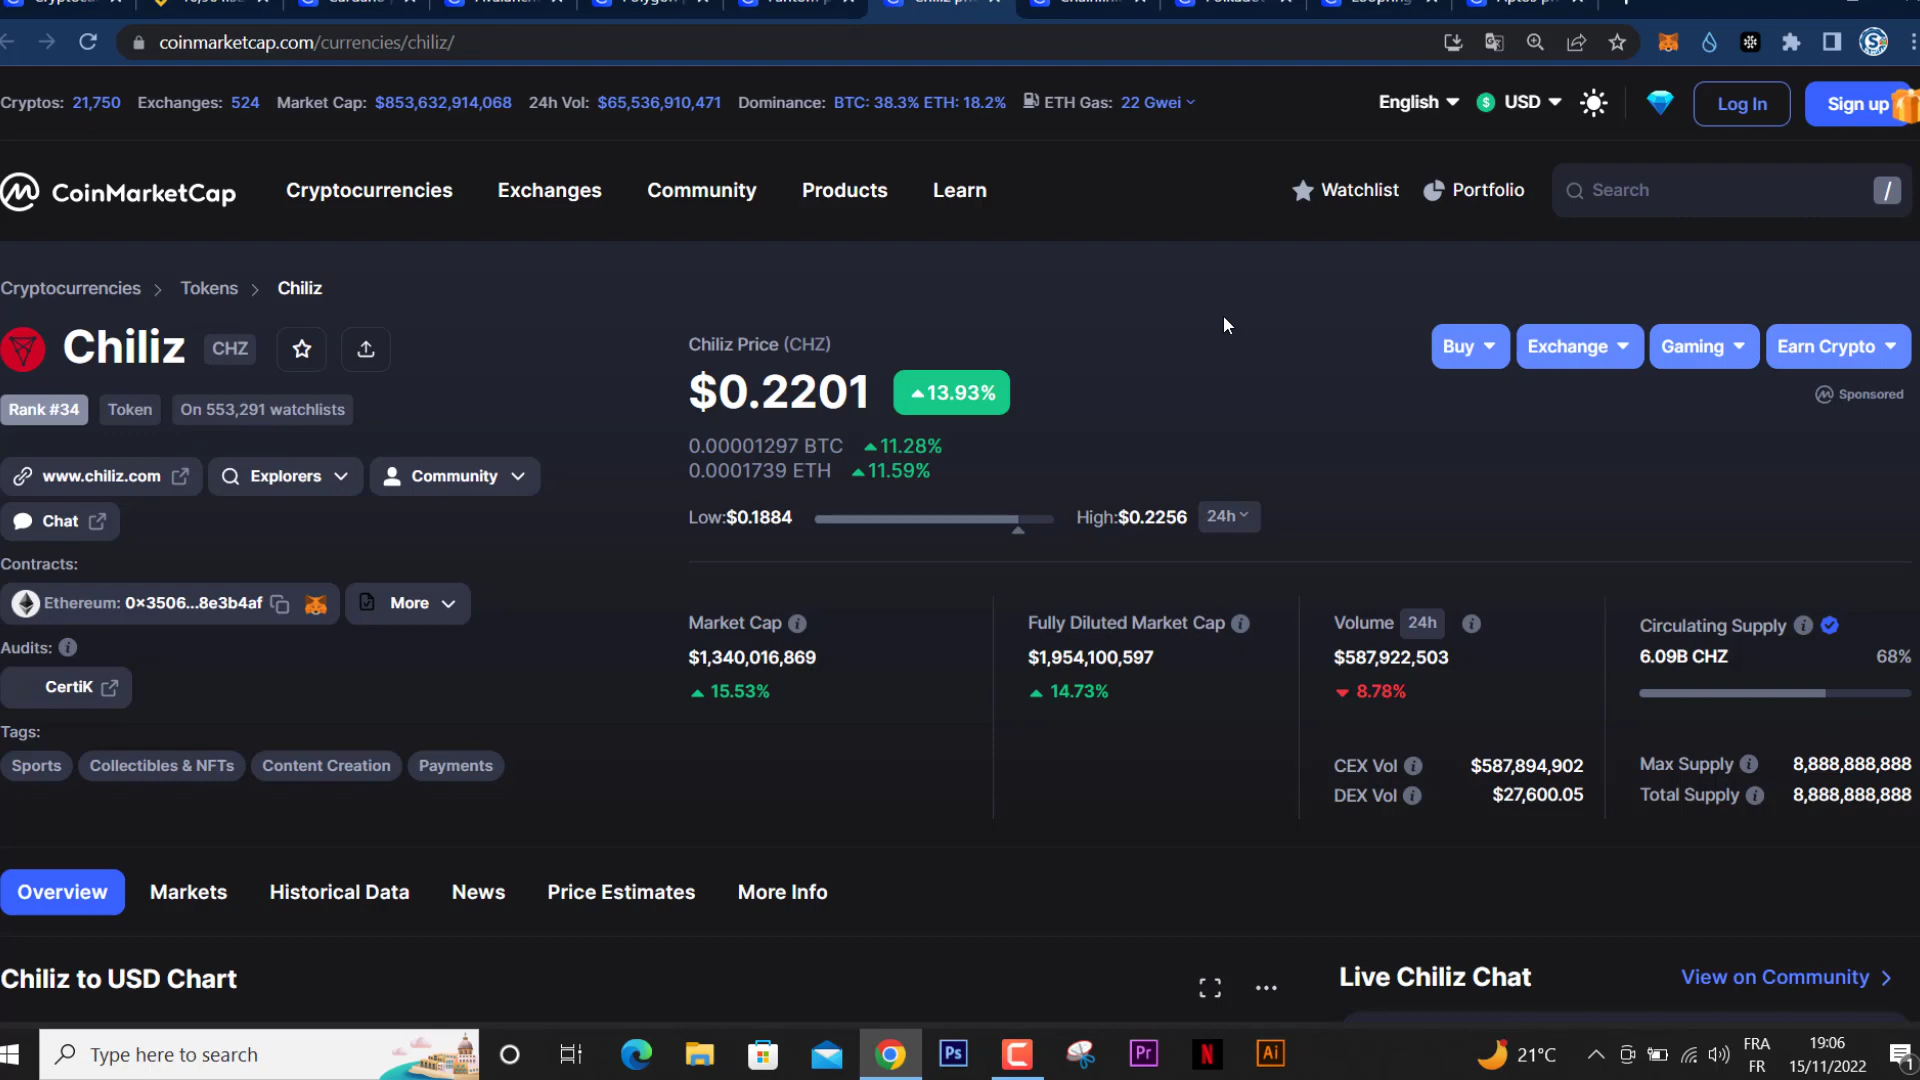 coinmarketcap.com/currencies/chiliz/
Cryptos: 21,750 Exchanges: 524 Market Cap: $853,632,914,068 24h Vol: $65,536,910,471 Dominance: BTC: 38.3% ETH: 18.2% ETH Gas: 22 Gwei English USD Log In Sign up
CoinMarketCap Cryptocurrencies Exchanges Community Products Learn Watchlist Portfolio Search /
Cryptocurrencies > Tokens > Chiliz
Chiliz CHZ
Rank #34 Token On 553,291 watchlists
www.chiliz.com Explorers Community
Chat
Contracts:
Ethereum: 0x3506...8e3b4af More
Audits:
CertiK
Tags:
Sports Collectibles & NFTs Content Creation Payments
Chiliz Price (CHZ)
$0.2201 13.93%
0.00001297 BTC 11.28%
0.0001739 ETH 11.59%
Low:$0.1884 High:$0.2256 24h
Buy Exchange Gaming Earn Crypto
Sponsored
Market Cap
$1,340,016,869
15.53%
Fully Diluted Market Cap
$1,954,100,597
14.73%
Volume 24h
$587,922,503
8.78%
CEX Vol $587,894,902
DEX Vol $27,600.05
Circulating Supply
6.09B CHZ 68%
Max Supply 8,888,888,888
Total Supply 8,888,888,888
Overview Markets Historical Data News Price Estimates More Info
Chiliz to USD Chart
Live Chiliz Chat View on Community >
Type here to search
Ps Pr N Ai
21°C
FRA
FR
19:06
15/11/2022
1